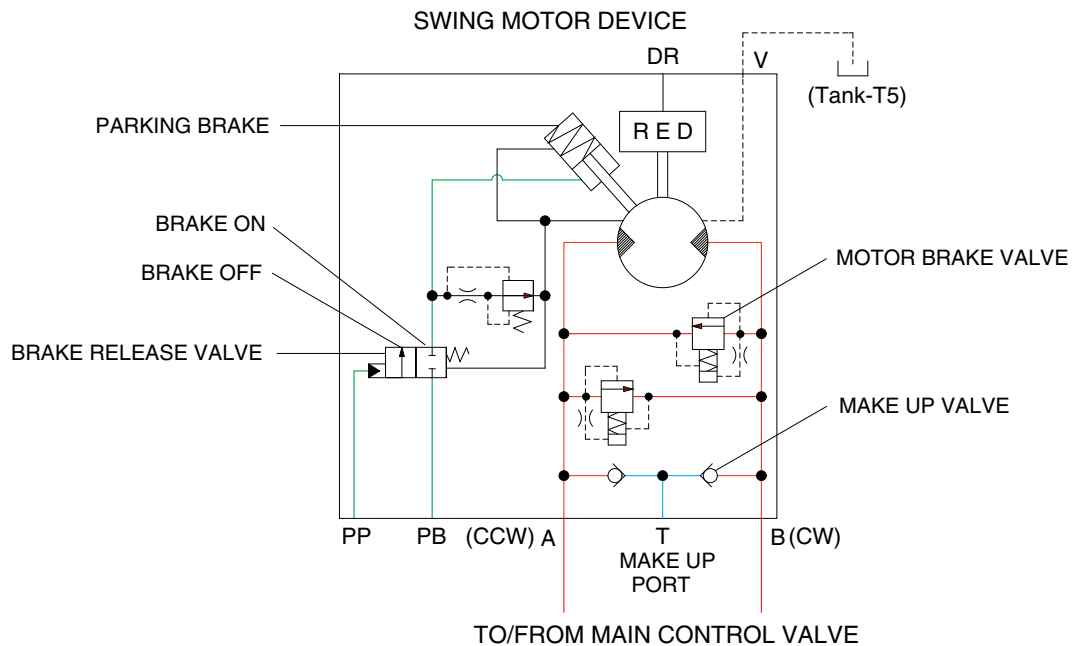 SWING MOTOR DEVICE
DR
V
(Tank-T5)
PARKING BRAKE
RED
BRAKE ON
BRAKE OFF
MOTOR BRAKE VALVE
BRAKE RELEASE VALVE
MAKE UP VALVE
PP
PB
(CCW) A
T
B (CW)
MAKE UP
PORT
TO/FROM MAIN CONTROL VALVE